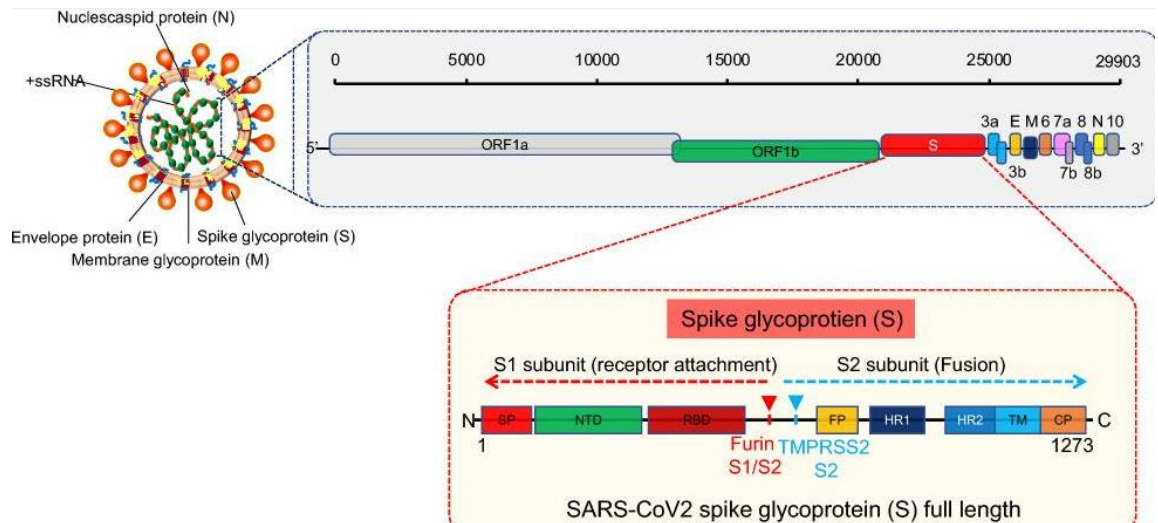 Nuclescaspid protein (N)
+ssRNA
Envelope protein (E)
Spike glycoprotein (S)
Membrane glycoprotein (M)
0 5000 10000 15000 20000 25000 29903
3a E M 6 7a 8 N 10
5’ ORF1a ORF1b S 3’
3b 7b 8b
Spike glycoprotien (S)
S1 subunit (receptor attachment) S2 subunit (Fusion)
N SP NTD RBD FP HR1 HR2 TM CP C
1 Furin TMPRSS2 1273
S1/S2 S2
SARS-CoV2 spike glycoprotein (S) full length